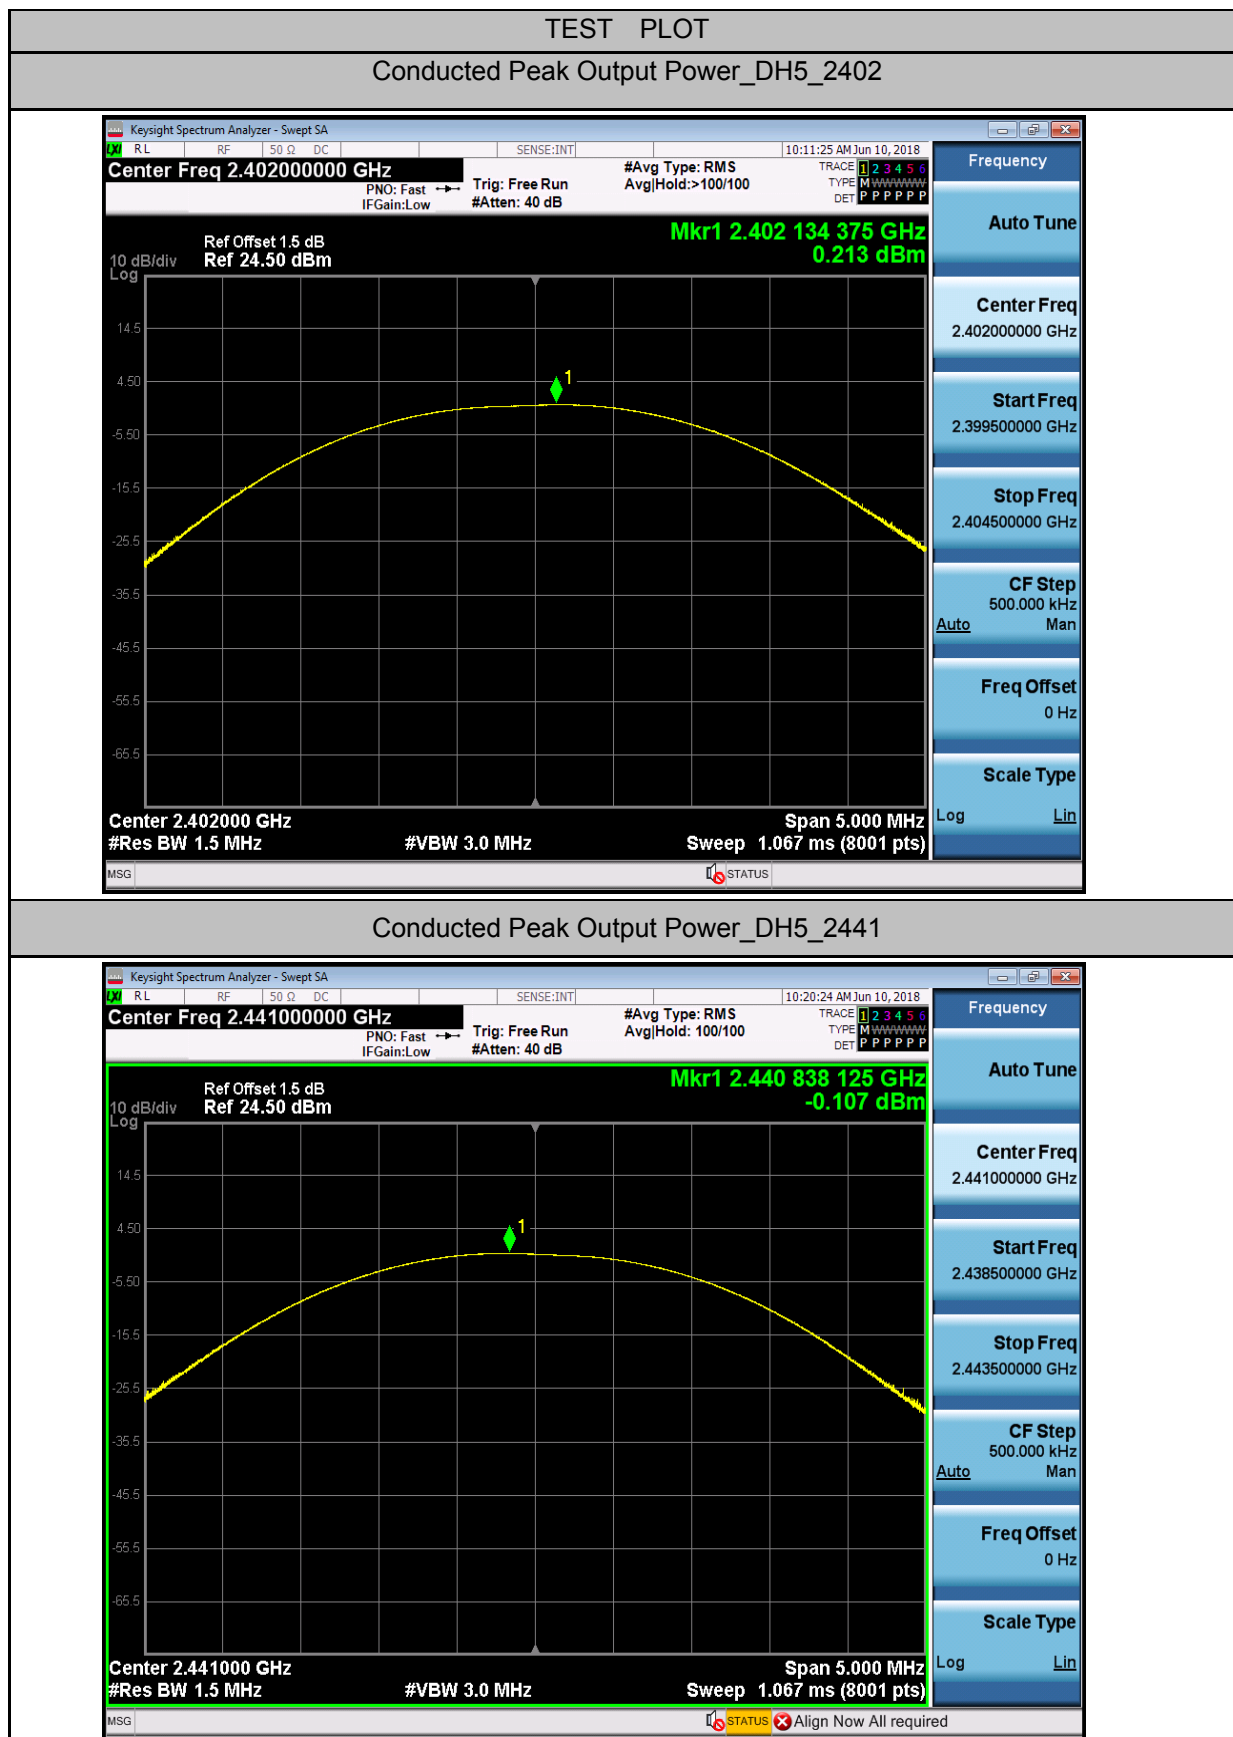 TEST PLOT
Conducted Peak Output Power_DH5_2402
Keysight Spectrum Analyzer - Swept SA
LXI RL RF 50 Ω DC SENSE:INT 10:11:25 AM Jun 10, 2018
Center Freq 2.402000000 GHz
PNO: Fast
IFGain:Low
Trig: Free Run
#Atten: 40 dB
#Avg Type: RMS
Avg|Hold:>100/100
TRACE 1 2 3 4 5 6
TYPE M W W W W W
DET P P P P P P
Mkr1 2.402 134 375 GHz
0.213 dBm
Ref Offset 1.5 dB
10 dB/div Ref 24.50 dBm
Log
14.5
4.50
-5.50
-15.5
-25.5
-35.5
-45.5
-55.5
-65.5
1
Center 2.402000 GHz Span 5.000 MHz
#Res BW 1.5 MHz #VBW 3.0 MHz Sweep 1.067 ms (8001 pts)
MSG STATUS
Frequency
Auto Tune
Center Freq
2.402000000 GHz
Start Freq
2.399500000 GHz
Stop Freq
2.404500000 GHz
CF Step
500.000 kHz
Auto Man
Freq Offset
0 Hz
Scale Type
Log Lin
Conducted Peak Output Power_DH5_2441
Keysight Spectrum Analyzer - Swept SA
LXI RL RF 50 Ω DC SENSE:INT 10:20:24 AM Jun 10, 2018
Center Freq 2.441000000 GHz
PNO: Fast
IFGain:Low
Trig: Free Run
#Atten: 40 dB
#Avg Type: RMS
Avg|Hold: 100/100
TRACE 1 2 3 4 5 6
TYPE M W W W W W
DET P P P P P P
Mkr1 2.440 838 125 GHz
-0.107 dBm
Ref Offset 1.5 dB
10 dB/div Ref 24.50 dBm
Log
14.5
4.50
-5.50
-15.5
-25.5
-35.5
-45.5
-55.5
-65.5
1
Center 2.441000 GHz Span 5.000 MHz
#Res BW 1.5 MHz #VBW 3.0 MHz Sweep 1.067 ms (8001 pts)
MSG STATUS Align Now All required
Frequency
Auto Tune
Center Freq
2.441000000 GHz
Start Freq
2.438500000 GHz
Stop Freq
2.443500000 GHz
CF Step
500.000 kHz
Auto Man
Freq Offset
0 Hz
Scale Type
Log Lin